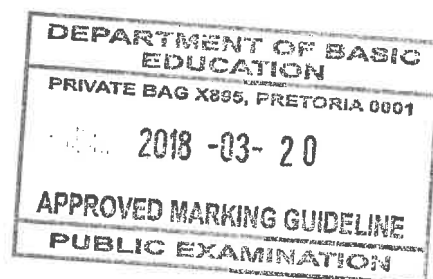 DEPARTMENT OF BASIC
EDUCATION
PRIVATE BAG X895, PRETORIA 0001
2018 -03- 20
APPROVED MARKING GUIDELINE
PUBLIC EXAMINATION